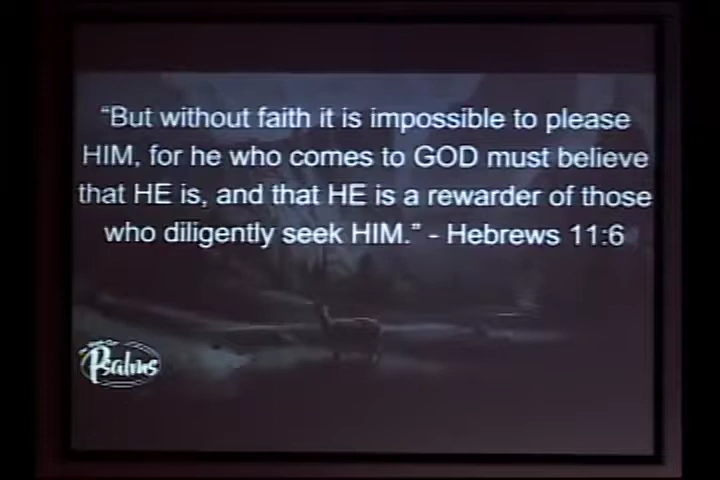 “But without faith it is impossible to please
HIM, for he who comes to GOD must believe
that HE is, and that HE is a rewarder of those
who diligently seek HIM.” - Hebrews 11:6
Psalms